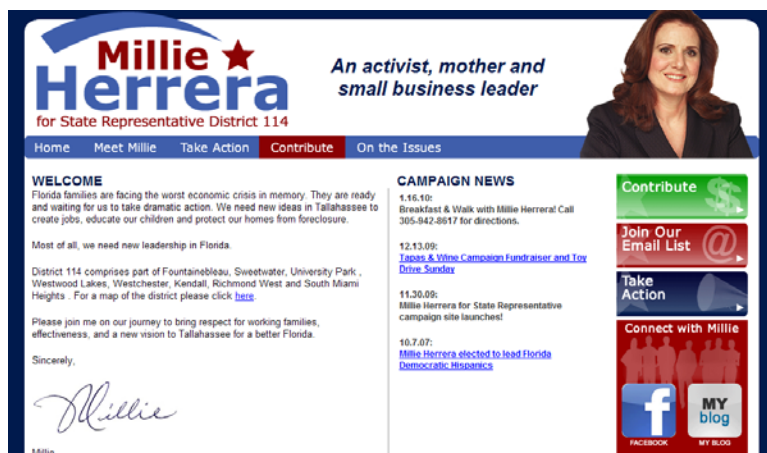 Millie
Herrera
for State Representative District 114
An activist, mother and
small business leader
Home Meet Millie Take Action Contribute On the Issues
WELCOME
Florida families are facing the worst economic crisis in memory. They are ready
and waiting for us to take dramatic action. We need new ideas in Tallahassee to
create jobs, educate our children and protect our homes from foreclosure.
Most of all, we need new leadership in Florida.
District 114 comprises part of Fountainebleau, Sweetwater, University Park ,
Westwood Lakes, Westchester, Kendall, Richmond West and South Miami
Heights . For a map of the district please click here.
Please join me on our journey to bring respect for working families,
effectiveness, and a new vision to Tallahassee for a better Florida.
Sincerely,
Millie
Millie
CAMPAIGN NEWS
1.16.10:
Breakfast & Walk with Millie Herrera! Call
305-942-8617 for directions.
12.13.09:
Tapas & Wine Campaign Fundraiser and Toy
Drive Sunday
11.30.09:
Millie Herrera for State Representative
campaign site launches!
10.7.07:
Millie Herrera elected to lead Florida
Democratic Hispanics
Contribute
$
Join Our
Email List
@
Take
Action
Connect with Millie
f
MY
blog
FACEBOOK
MY BLOG